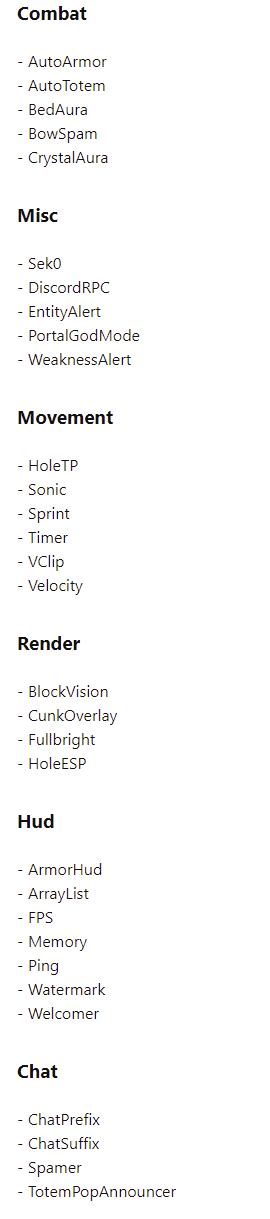 Combat
- AutoArmor
- AutoTotem
- BedAura
- BowSpam
- CrystalAura
Misc
- Sek0
- DiscordRPC
- EntityAlert
- PortalGodMode
- WeaknessAlert
Movement
- HoleTP
- Sonic
- Sprint
- Timer
- VClip
- Velocity
Render
- BlockVision
- CunkOverlay
- Fullbright
- HoleESP
Hud
- ArmorHud
- ArrayList
- FPS
- Memory
- Ping
- Watermark
- Welcomer
Chat
- ChatPrefix
- ChatSuffix
- Spamer
- TotemPopAnnouncer